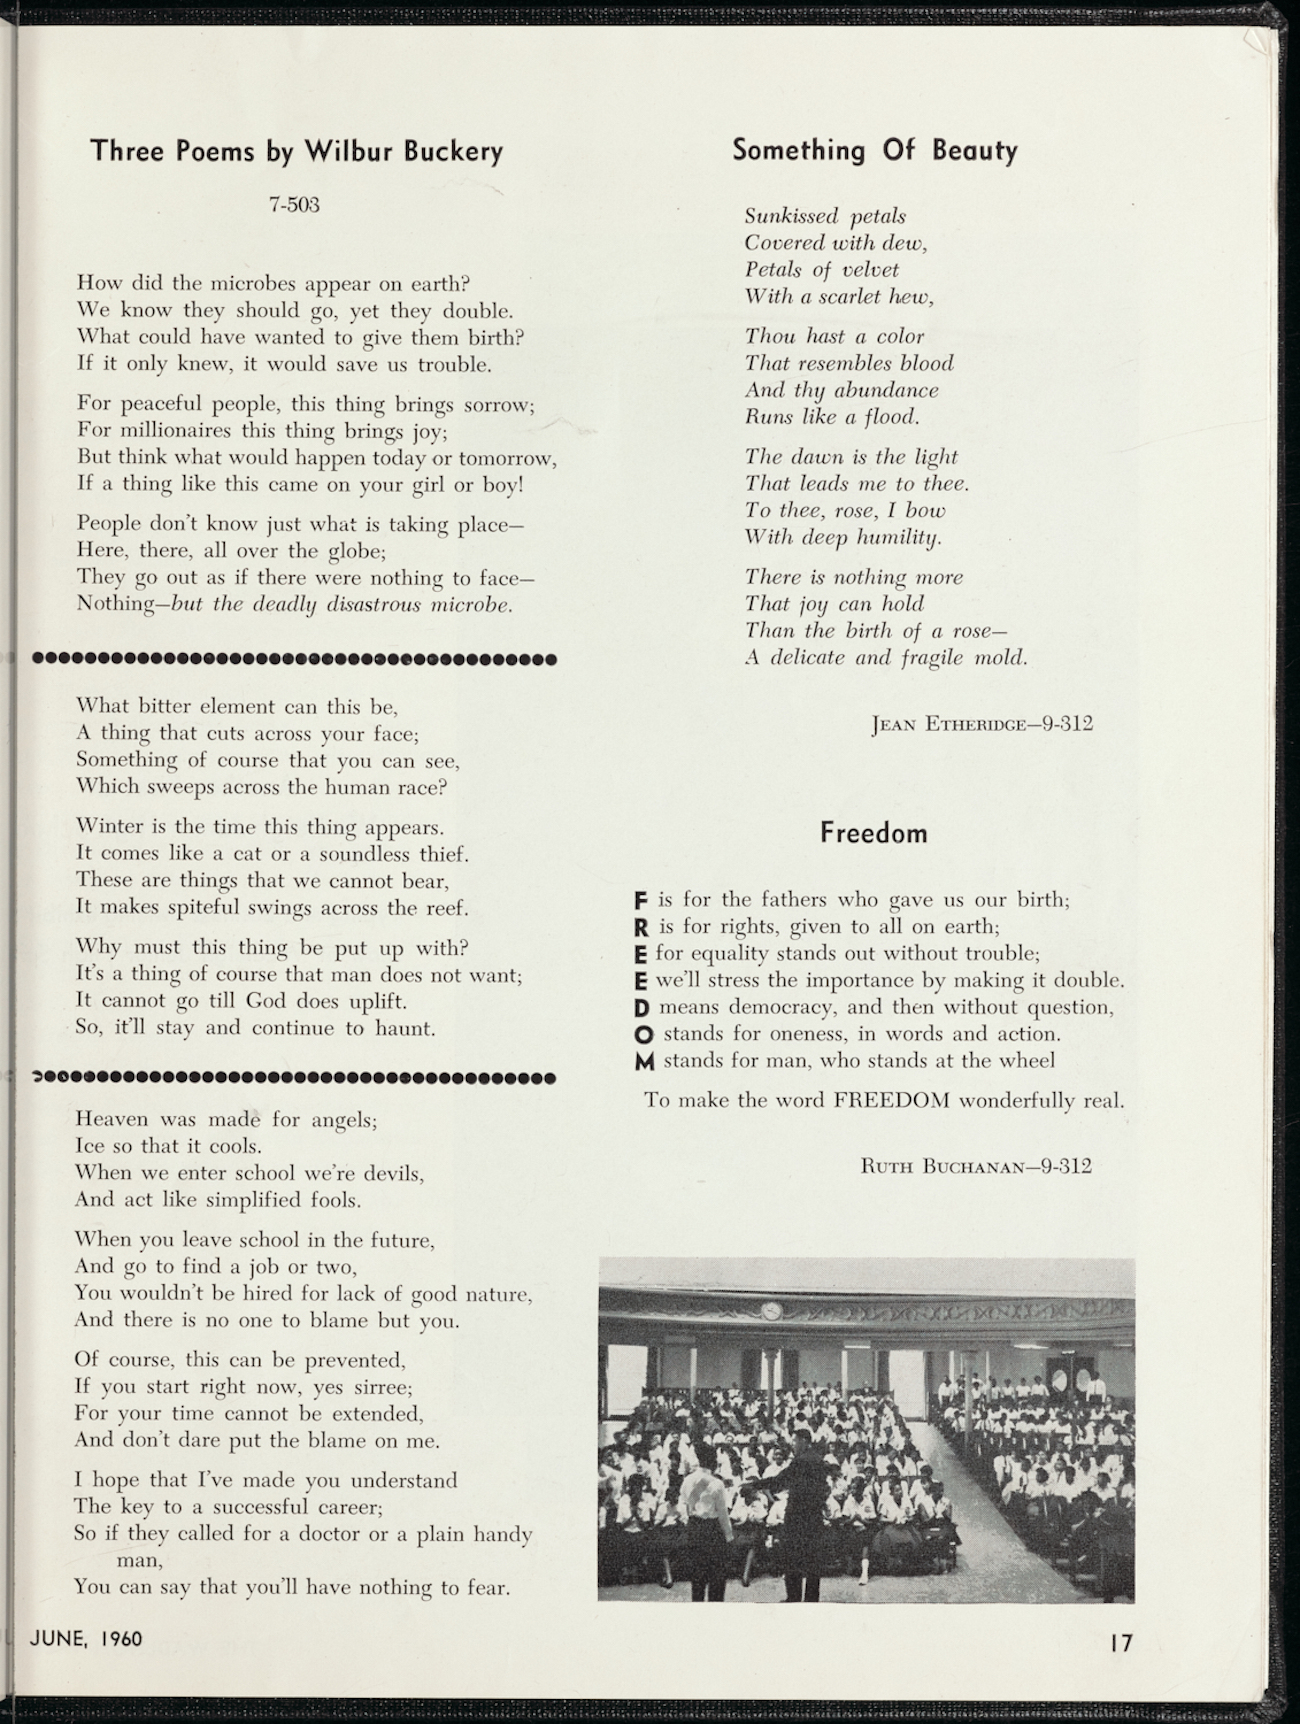 Three Poems by Wilbur Buckery
7-503
How did the microbes appear on earth?
We know they should go, yet they double.
What could have wanted to give them birth?
If it only knew, it would save us trouble.
For peaceful people, this thing brings sorrow;
For millionaires this thing brings joy;
But think what would happen today or tomorrow,
If a thing like this came on your girl or boy!
People don't know just what is taking place—
Here, there, all over the globe;
They go out as if there were nothing to face—
Nothing—but the deadly disastrous microbe.
What bitter element can this be,
A thing that cuts across your face;
Something of course that you can see,
Which sweeps across the human race?
Winter is the time this thing appears.
It comes like a cat or a soundless thief.
These are things that we cannot bear,
It makes spiteful swings across the reef.
Why must this thing be put up with?
It's a thing of course that man does not want;
It cannot go till God does uplift.
So, it'll stay and continue to haunt.
Heaven was made for angels;
Ice so that it cools.
When we enter school we're devils,
And act like simplified fools.
When you leave school in the future,
And go to find a job or two,
You wouldn't be hired for lack of good nature,
And there is no one to blame but you.
Of course, this can be prevented,
If you start right now, yes sirree;
For your time cannot be extended,
And don't dare put the blame on me.
I hope that I've made you understand
The key to a successful career;
So if they called for a doctor or a plain handy
man,
You can say that you'll have nothing to fear.
Something Of Beauty
Sunkissed petals
Covered with dew,
Petals of velvet
With a scarlet hew,
Thou hast a color
That resembles blood
And thy abundance
Runs like a flood.
The dawn is the light
That leads me to thee.
To thee, rose, I bow
With deep humility.
There is nothing more
That joy can hold
Than the birth of a rose—
A delicate and fragile mold.
JEAN ETHERIDGE—9-312
Freedom
F is for the fathers who gave us our birth;
R is for rights, given to all on earth;
E for equality stands out without trouble;
E we'll stress the importance by making it double.
D means democracy, and then without question,
O stands for oneness, in words and action.
M stands for man, who stands at the wheel
To make the word FREEDOM wonderfully real.
RUTH BUCHANAN—9-312
JUNE, 1960
17